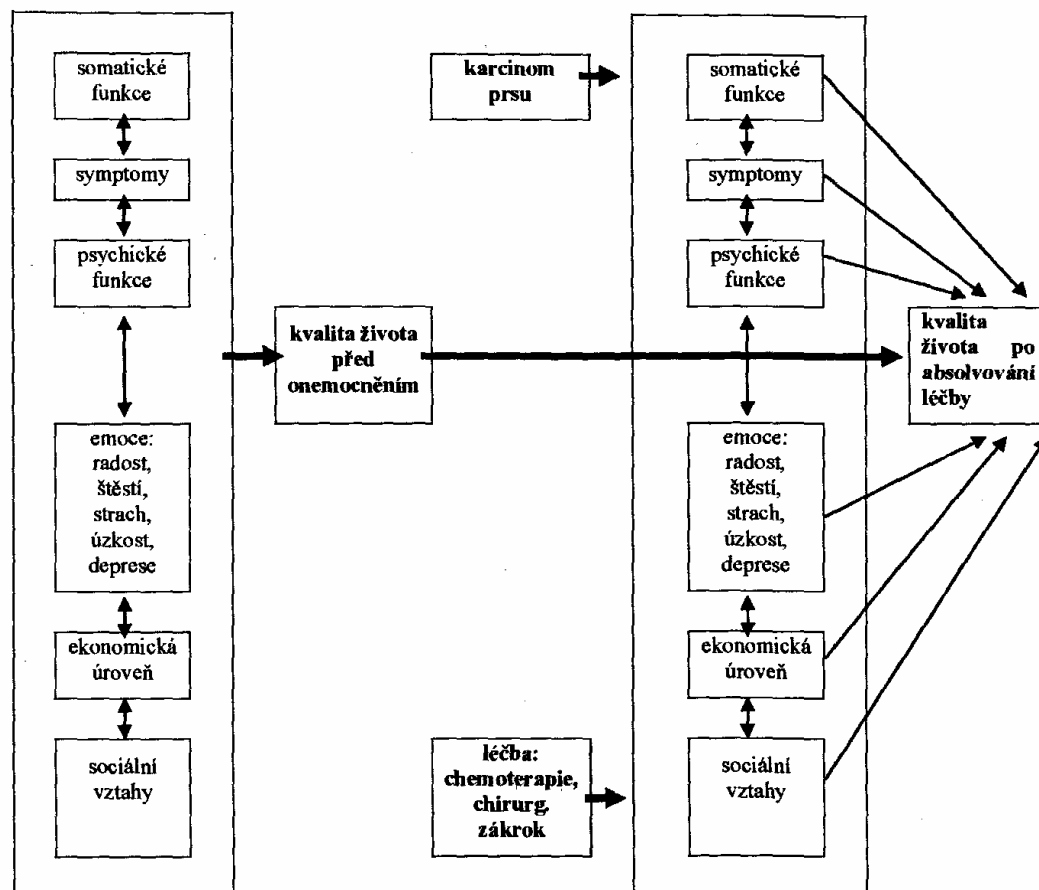 somatické
funkce
symptomy
psychické
funkce
emoce:
radost,
štěstí,
strach,
úzkost,
deprese
ekonomická
úroveň
sociální
vztahy
kvalita života
před
onemocněním
karcinom
prsu
léčba:
chemoterapie,
chirurg.
zákrok
somatické
funkce
symptomy
psychické
funkce
emoce:
radost,
štěstí,
strach,
úzkost,
deprese
ekonomická
úroveň
sociální
vztahy
kvalita
života po
absolvování
léčby